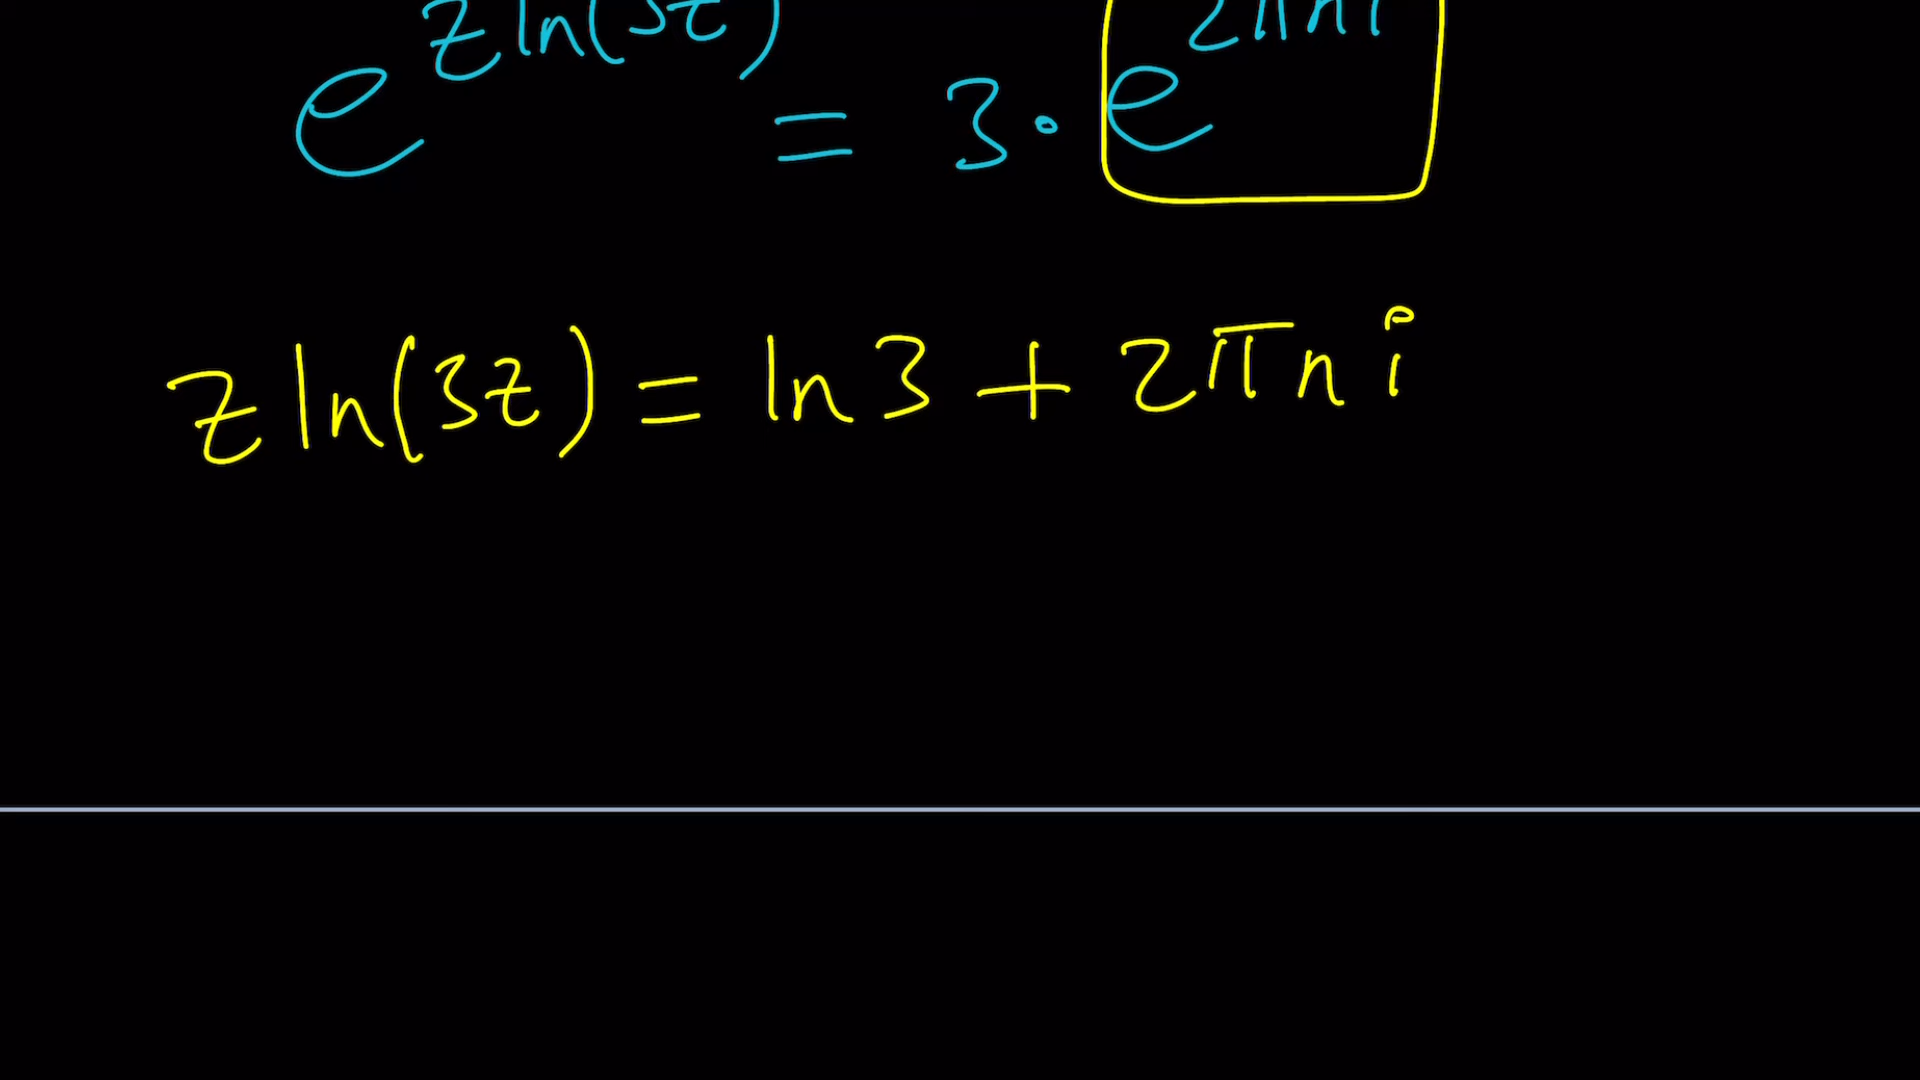 e^{z ln(3z)} = 3 · e^{2πni}
z ln(3z) = ln 3 + 2πni